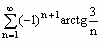 ∞∑n=1 (−1)ⁿ⁺¹ arctg 3/n